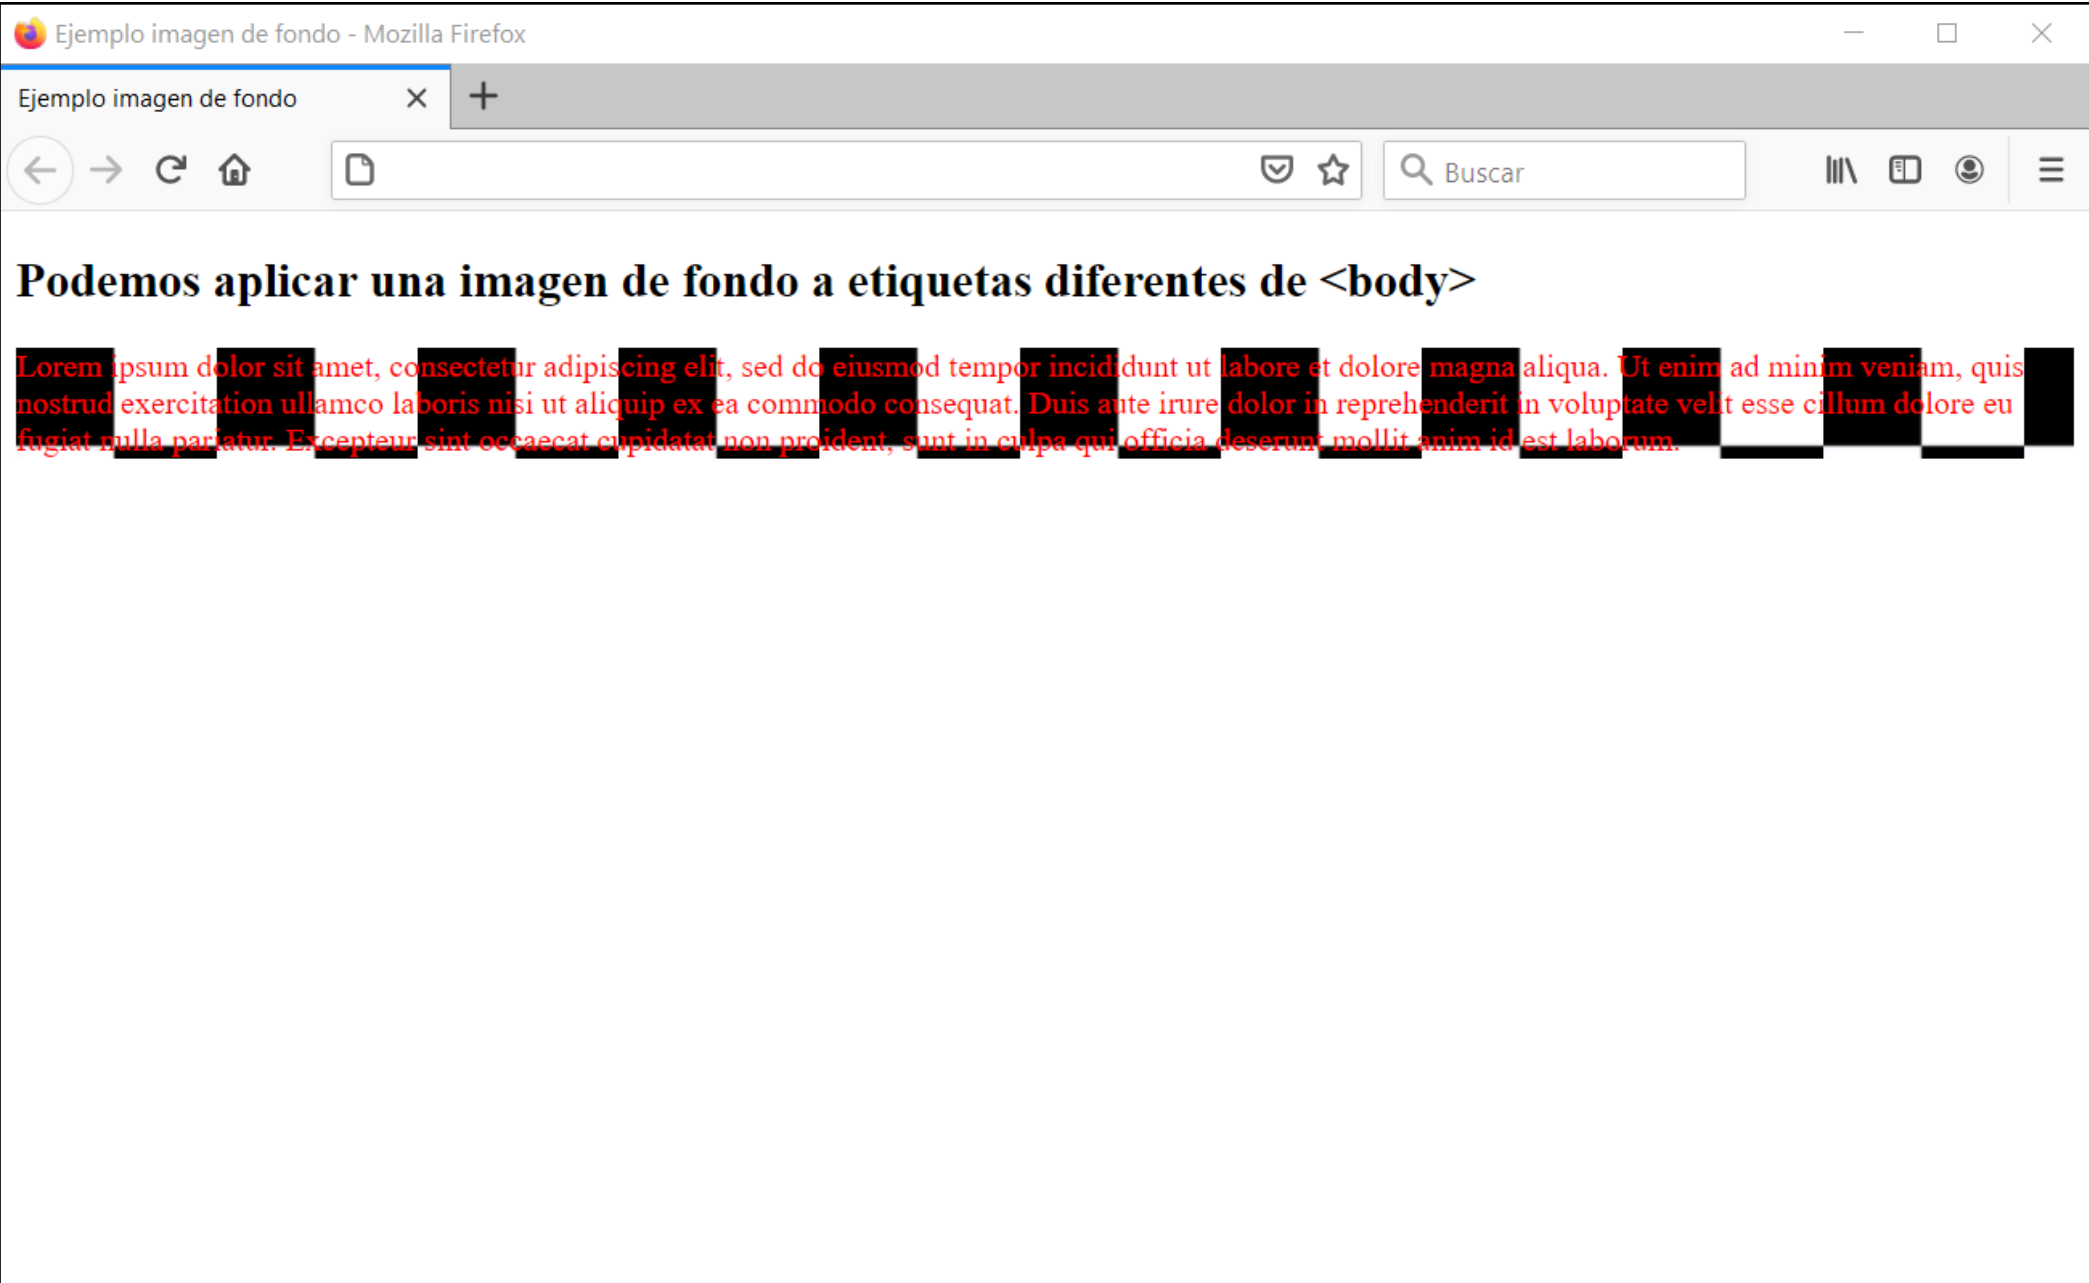 Ejemplo imagen de fondo - Mozilla Firefox
Ejemplo imagen de fondo
Buscar
Podemos aplicar una imagen de fondo a etiquetas diferentes de <body>
Lorem ipsum dolor sit amet, consectetur adipiscing elit, sed do eiusmod tempor incididunt ut labore et dolore magna aliqua. Ut enim ad minim veniam, quis
nostrud exercitation ullamco laboris nisi ut aliquip ex ea commodo consequat. Duis aute irure dolor in reprehenderit in voluptate velit esse cillum dolore eu
fugiat nulla pariatur. Excepteur sint occaecat cupidatat non proident, sunt in culpa qui officia deserunt mollit anim id est laborum.